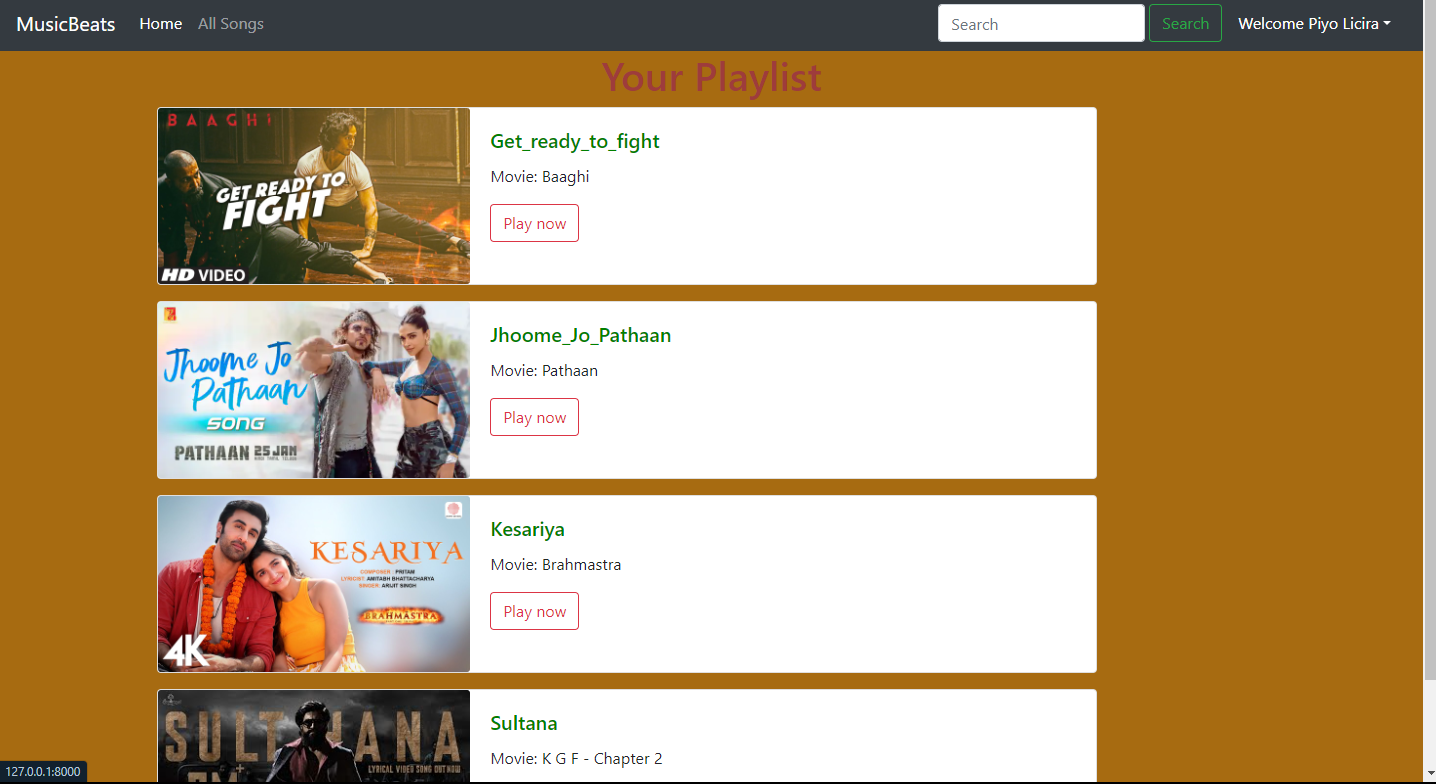 MusicBeats Home All Songs Search Search Welcome Piyo Licira
Your Playlist
BAAGHI
GET READY TO
FIGHT
HD VIDEO
Get_ready_to_fight
Movie: Baaghi
Play now
Jhoome Jo
Pathaan
SONG
PATHAAN 25 JAN
Jhoome_Jo_Pathaan
Movie: Pathaan
Play now
KESARIYA
COMPOSER PRITAM
LYRICIST AMITABH BHATTACHARYA
SINGER ARIJIT SINGH
BRAHMASTRA
4K
Kesariya
Movie: Brahmastra
Play now
SULTHANA
LYRICAL VIDEO SONG OUT NOW
Sultana
Movie: K G F - Chapter 2
127.0.0.1:8000